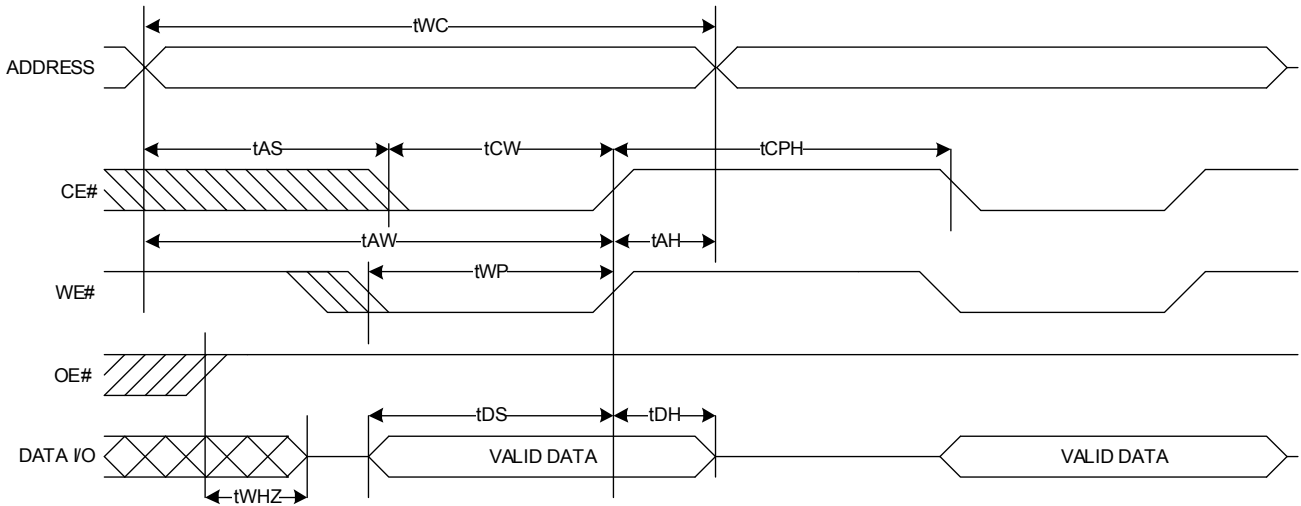 tWC
ADDRESS
tAS
tCW
tCPH
CE#
tAW
tAH
tWP
WE#
OE#
tDS
tDH
DATA I/O
VALID DATA
VALID DATA
tWHZ